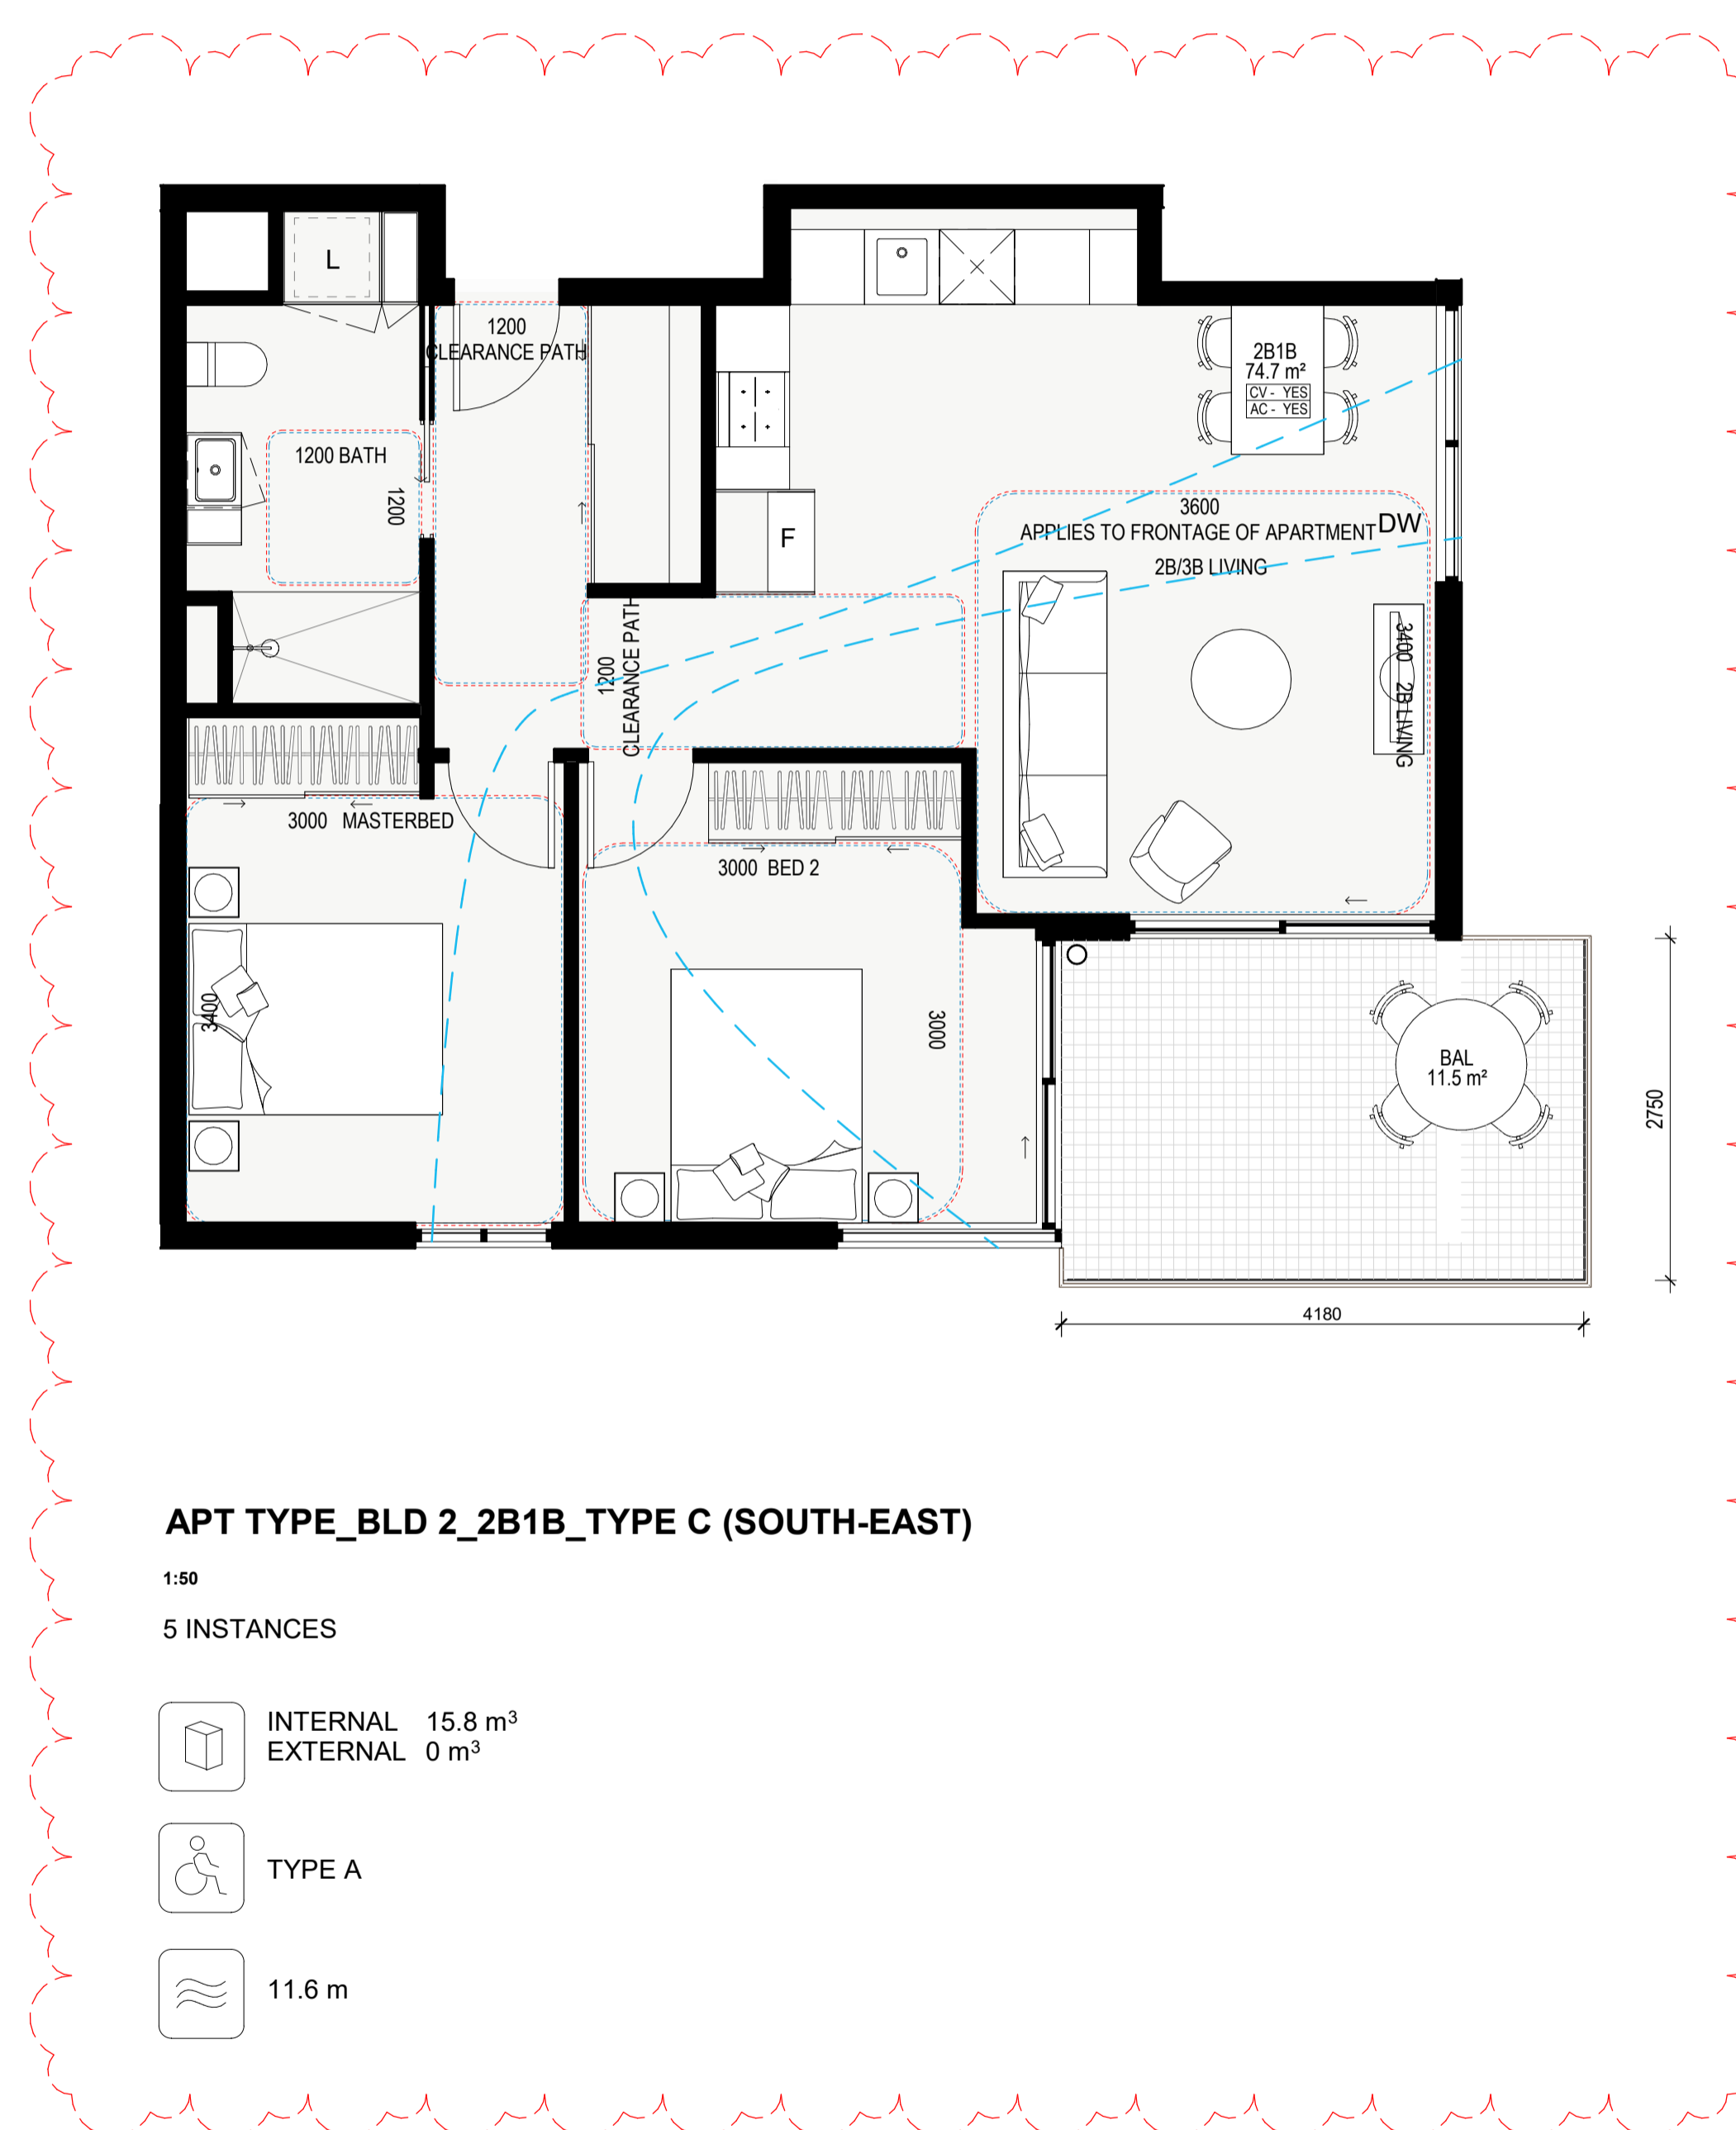 L
1200
CLEARANCE PATH
2B1B
74.7 m²
CV - YES
AC - YES
1200 BATH
1200
F
3600
APPLIES TO FRONTAGE OF APARTMENT
DW
2B/3B LIVING
1200
CLEARANCE PATH
3400 2B LIVING
3000 MASTERBED
3000 BED 2
3400
3000
BAL
11.5 m²
2750
4180
APT TYPE_BLD 2_2B1B_TYPE C (SOUTH-EAST)
1:50
5 INSTANCES
INTERNAL 15.8 m³
EXTERNAL 0 m³
TYPE A
11.6 m